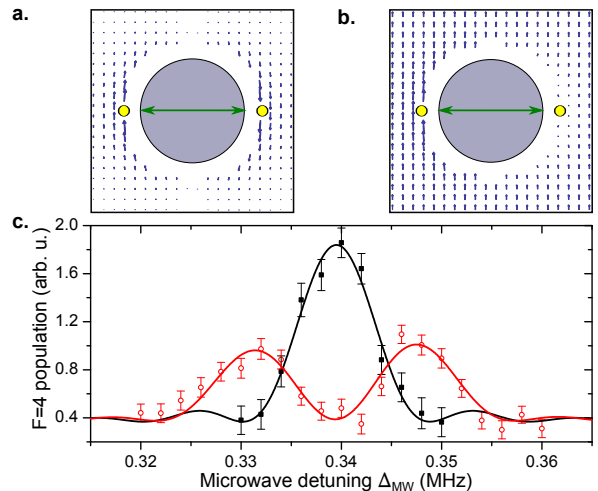 a.
b.
c.
F=4 population (arb. u.)
2.0
1.6
1.2
0.8
0.4
0.32
0.33
0.34
0.35
0.36
Microwave detuning Δ_MW (MHz)